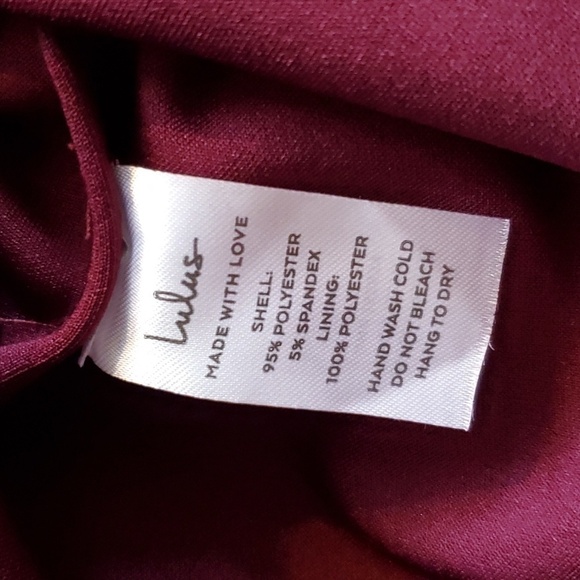 Lulus
MADE WITH LOVE
SHELL:
95% POLYESTER
5% SPANDEX
LINING:
100% POLYESTER
HAND WASH COLD
DO NOT BLEACH
HANG TO DRY